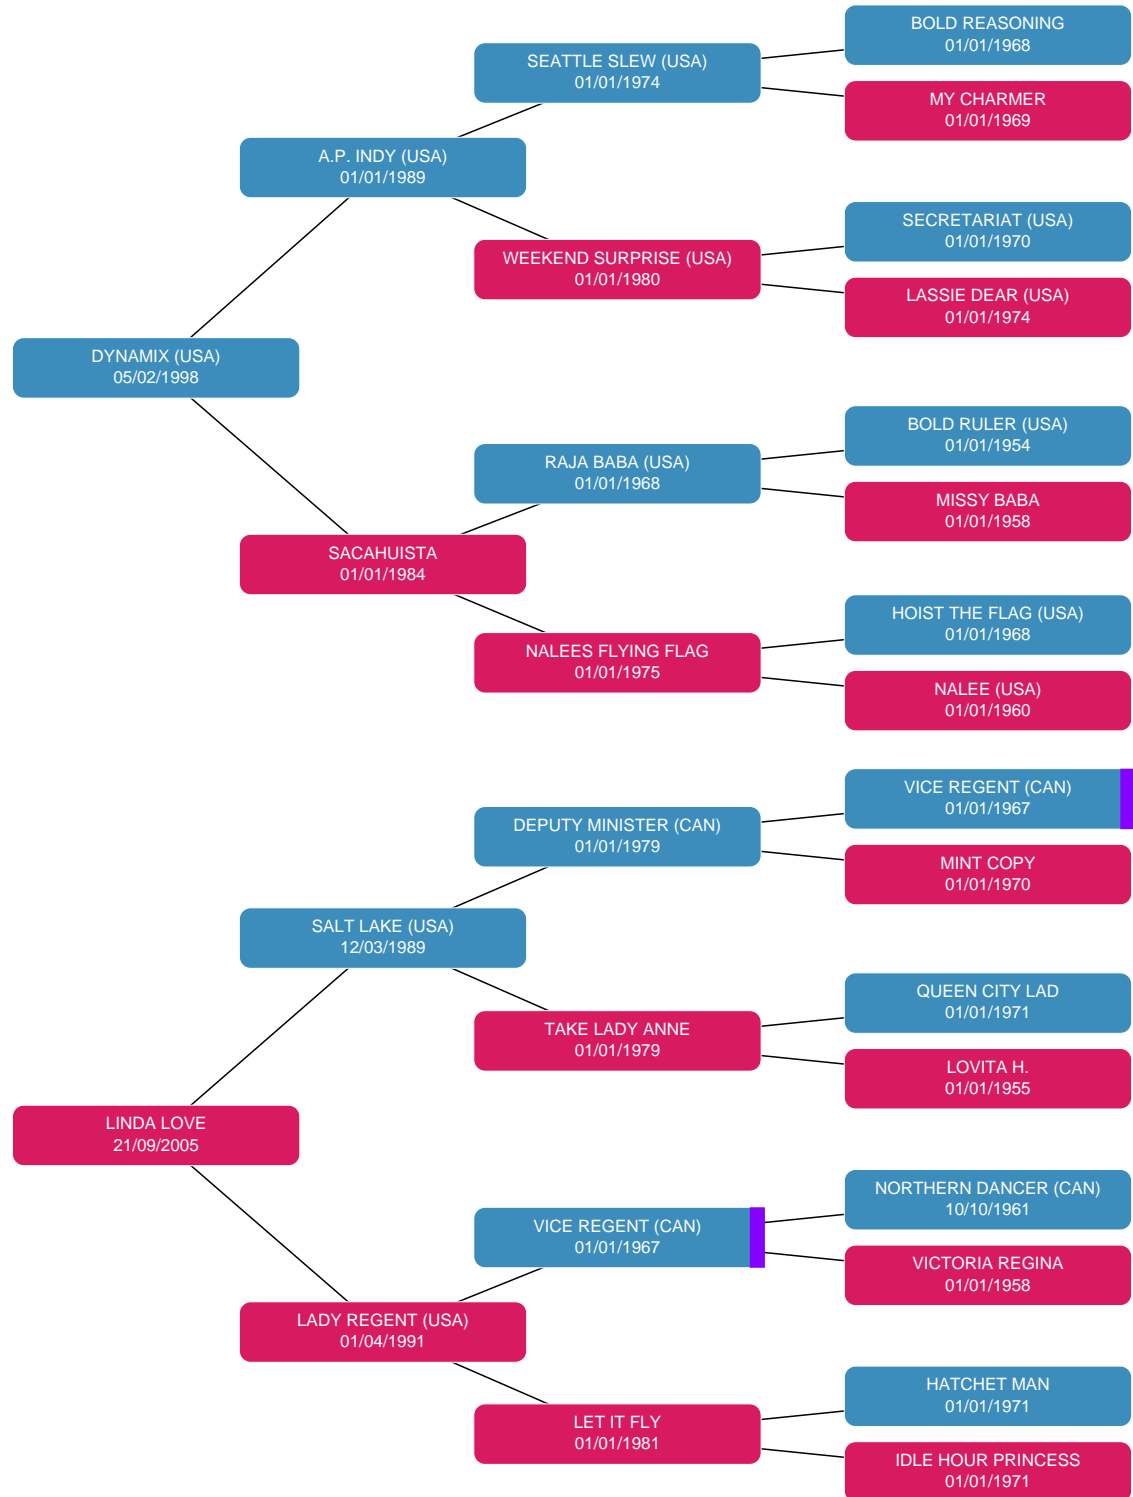 BOLD REASONING
01/01/1968
SEATTLE SLEW (USA)
01/01/1974
MY CHARMER
01/01/1969
A.P. INDY (USA)
01/01/1989
SECRETARIAT (USA)
01/01/1970
WEEKEND SURPRISE (USA)
01/01/1980
LASSIE DEAR (USA)
01/01/1974
DYNAMIX (USA)
05/02/1998
BOLD RULER (USA)
01/01/1954
RAJA BABA (USA)
01/01/1968
MISSY BABA
01/01/1958
SACAHUISTA
01/01/1984
HOIST THE FLAG (USA)
01/01/1968
NALEES FLYING FLAG
01/01/1975
NALEE (USA)
01/01/1960
VICE REGENT (CAN)
01/01/1967
DEPUTY MINISTER (CAN)
01/01/1979
MINT COPY
01/01/1970
SALT LAKE (USA)
12/03/1989
QUEEN CITY LAD
01/01/1971
TAKE LADY ANNE
01/01/1979
LOVITA H.
01/01/1955
LINDA LOVE
21/09/2005
NORTHERN DANCER (CAN)
10/10/1961
VICE REGENT (CAN)
01/01/1967
VICTORIA REGINA
01/01/1958
LADY REGENT (USA)
01/04/1991
HATCHET MAN
01/01/1971
LET IT FLY
01/01/1981
IDLE HOUR PRINCESS
01/01/1971